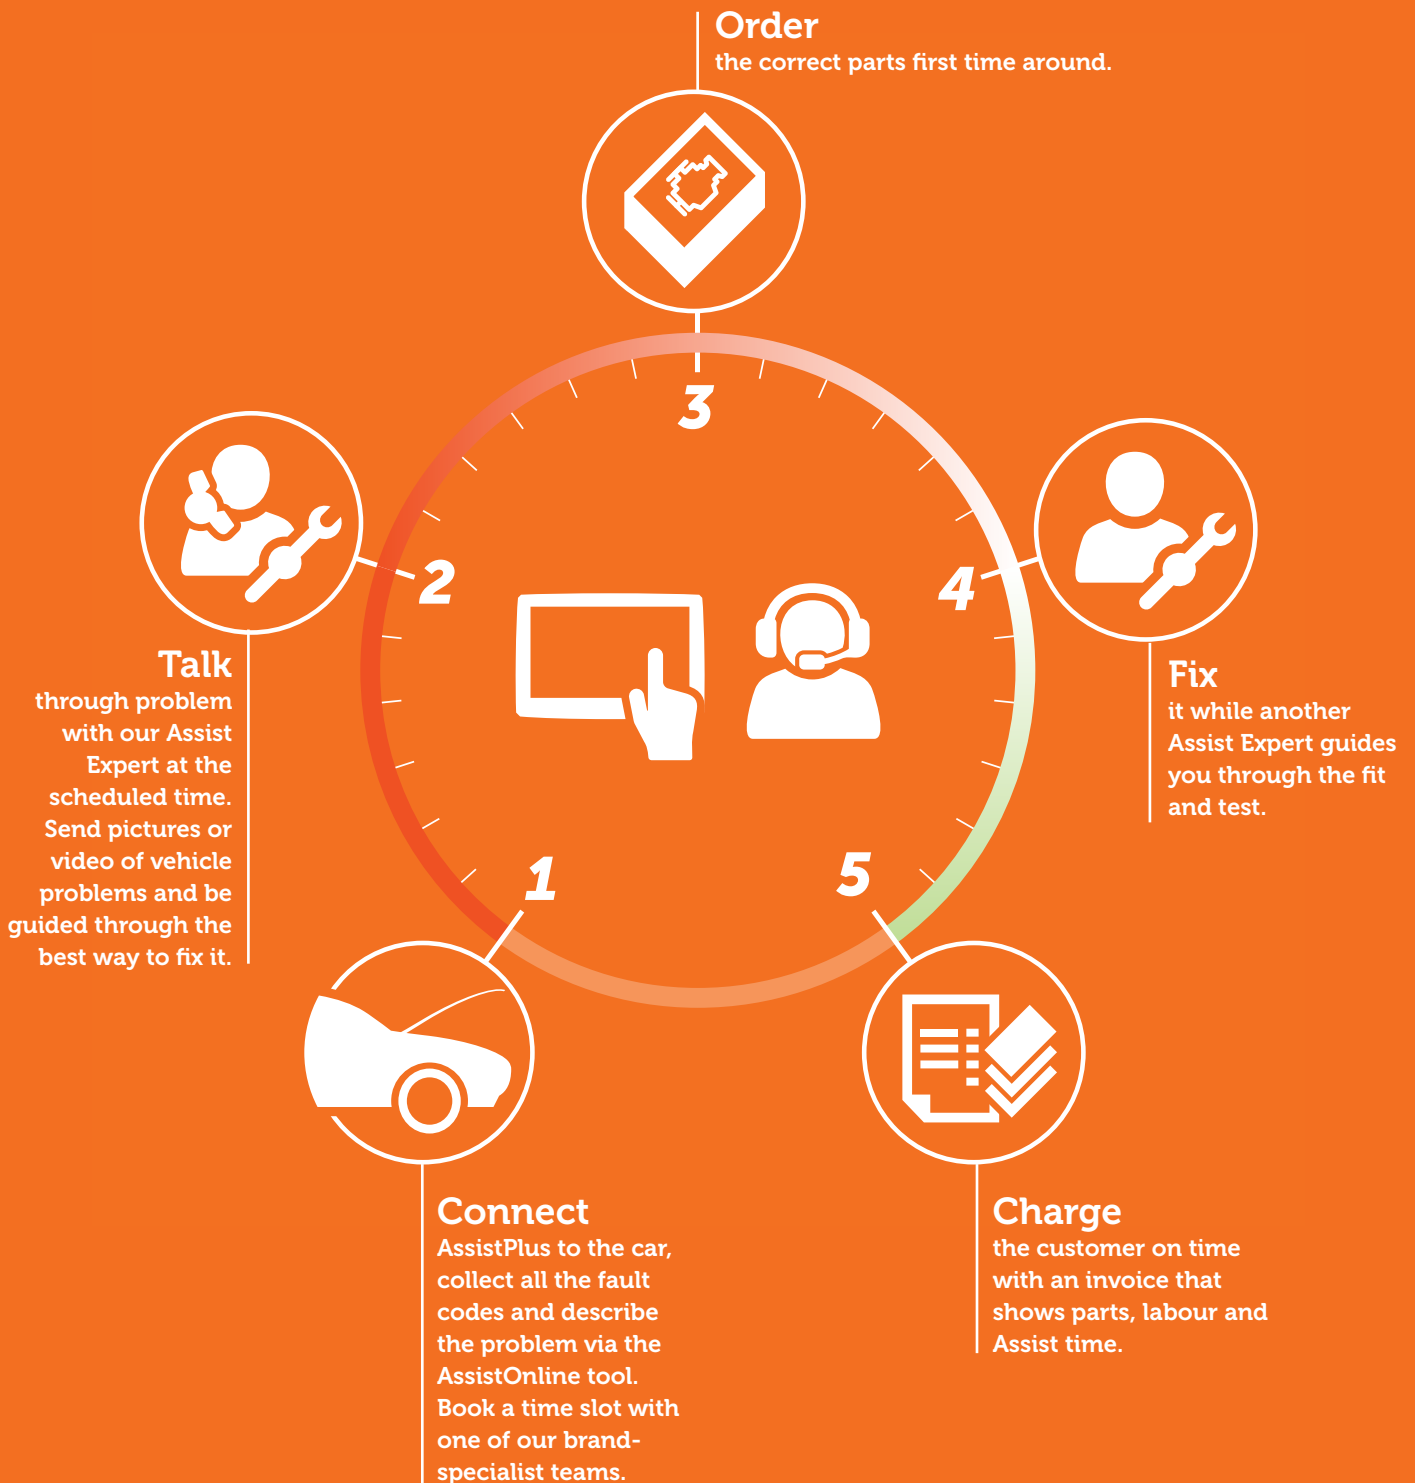 Order
the correct parts first time around.
3
2
4
Talk
through problem
with our Assist
Expert at the
scheduled time.
Send pictures or
video of vehicle
problems and be
guided through the
best way to fix it.
Fix
it while another
Assist Expert guides
you through the fit
and test.
1
5
Connect
AssistPlus to the car,
collect all the fault
codes and describe
the problem via the
AssistOnline tool.
Book a time slot with
one of our brand-
specialist teams.
Charge
the customer on time
with an invoice that
shows parts, labour and
Assist time.